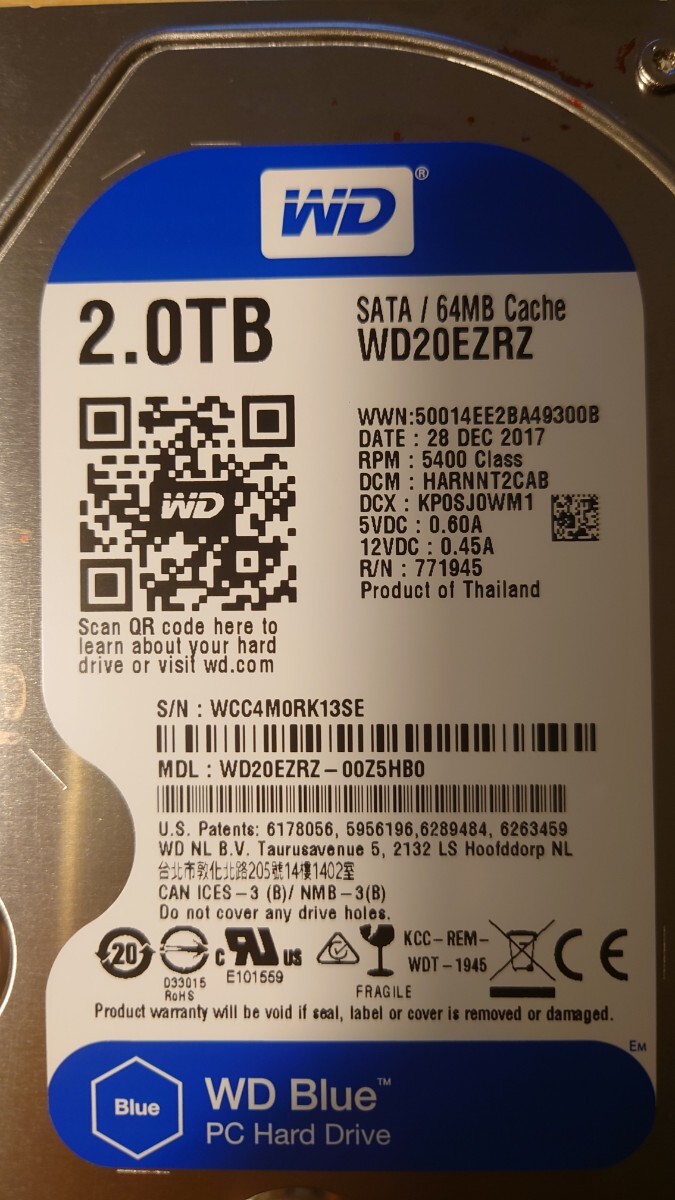 WD®
2.0TB
SATA / 64MB Cache
WD20EZRZ
WD
Scan QR code here to
learn about your hard
drive or visit wd.com
WWN:50014EE2BA49300B
DATE : 28 DEC 2017
RPM : 5400 Class
DCM : HARNNT2CAB
DCX : KP0SJ0WM1
5VDC : 0.60A
12VDC : 0.45A
R/N : 771945
Product of Thailand
S/N : WCC4M0RK13SE
MDL : WD20EZRZ-00Z5HB0
U.S. Patents: 6178056, 5956196,6289484, 6263459
WD NL B.V. Taurusavenue 5, 2132 LS Hoofddorp NL
台北市敦化北路205號14樓1402室
CAN ICES-3 (B)/ NMB-3(B)
Do not cover any drive holes.
20
D33015
RoHS
c RU US
E101559
FRAGILE
KCC-REM-
WDT-1945
CE
Product warranty will be void if seal, label or cover is removed or damaged.
EM
Blue
WD Blue™
PC Hard Drive